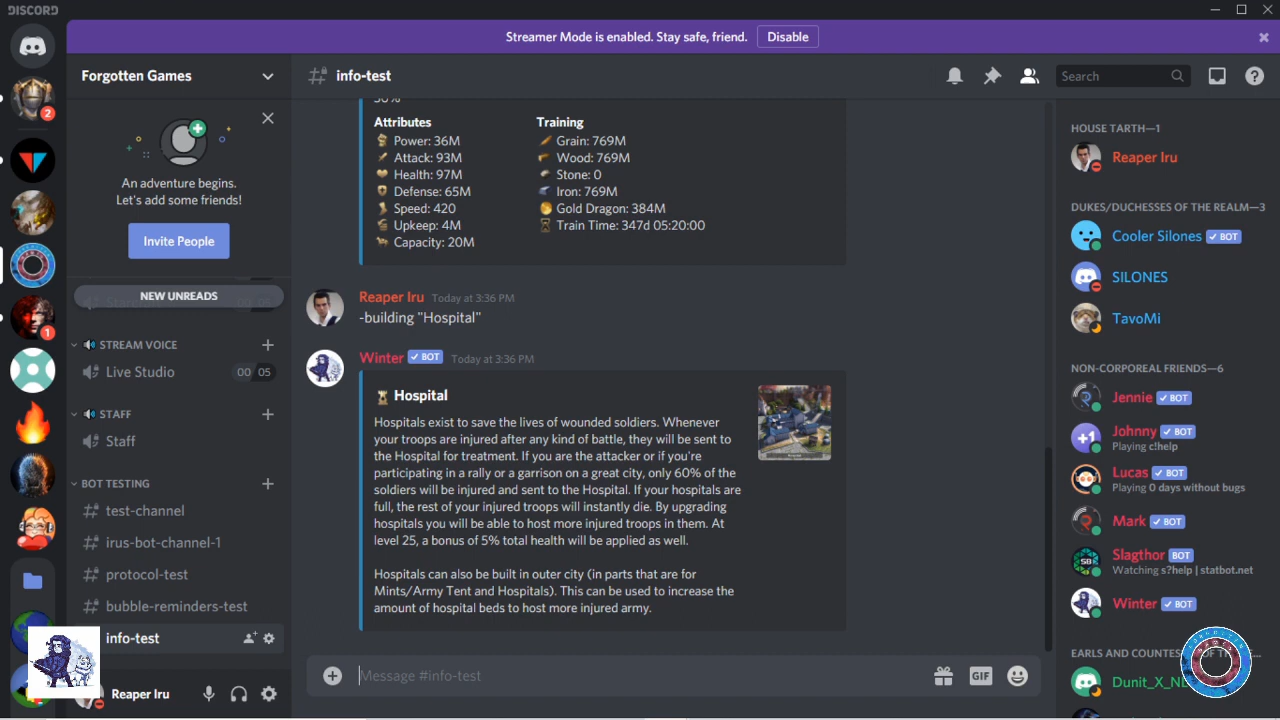 DISCORD
Streamer Mode is enabled. Stay safe, friend.
Disable
Forgotten Games
info-test
Search
2
1
An adventure begins.
Let's add some friends!
Invite People
NEW UNREADS
STREAM VOICE
Live Studio
00 05
STAFF
Staff
BOT TESTING
test-channel
irus-bot-channel-1
protocol-test
bubble-reminders-test
info-test
Reaper Iru
Attributes
Power: 36M
Attack: 93M
Health: 97M
Defense: 65M
Speed: 420
Upkeep: 4M
Capacity: 20M
Training
Grain: 769M
Wood: 769M
Stone: 0
Iron: 769M
Gold Dragon: 384M
Train Time: 347d 05:20:00
Reaper Iru Today at 3:36 PM
-building "Hospital"
Winter BOT Today at 3:36 PM
Hospital
Hospitals exist to save the lives of wounded soldiers. Whenever
your troops are injured after any kind of battle, they will be sent to
the Hospital for treatment. If you are the attacker or if you're
participating in a rally or a garrison on a great city, only 60% of the
soldiers will be injured and sent to the Hospital. If your hospitals are
full, the rest of your injured troops will instantly die. By upgrading
hospitals you will be able to host more injured troops in them. At
level 25, a bonus of 5% total health will be applied as well.
Hospitals can also be built in outer city (in parts that are for
Mints/Army Tent and Hospitals). This can be used to increase the
amount of hospital beds to host more injured army.
Message #info-test
GIF
HOUSE TARTH—1
Reaper Iru
DUKES/DUCHESSES OF THE REALM—3
Cooler Silones BOT
SILONES
TavoMi
NON-CORPOREAL FRIENDS—6
Jennie BOT
+1
Johnny BOT
Playing c!help
Lucas BOT
Playing 0 days without bugs
Mark BOT
SB
Slagthor BOT
Watching s?help | statbot.net
Winter BOT
EARLS AND COUNTES